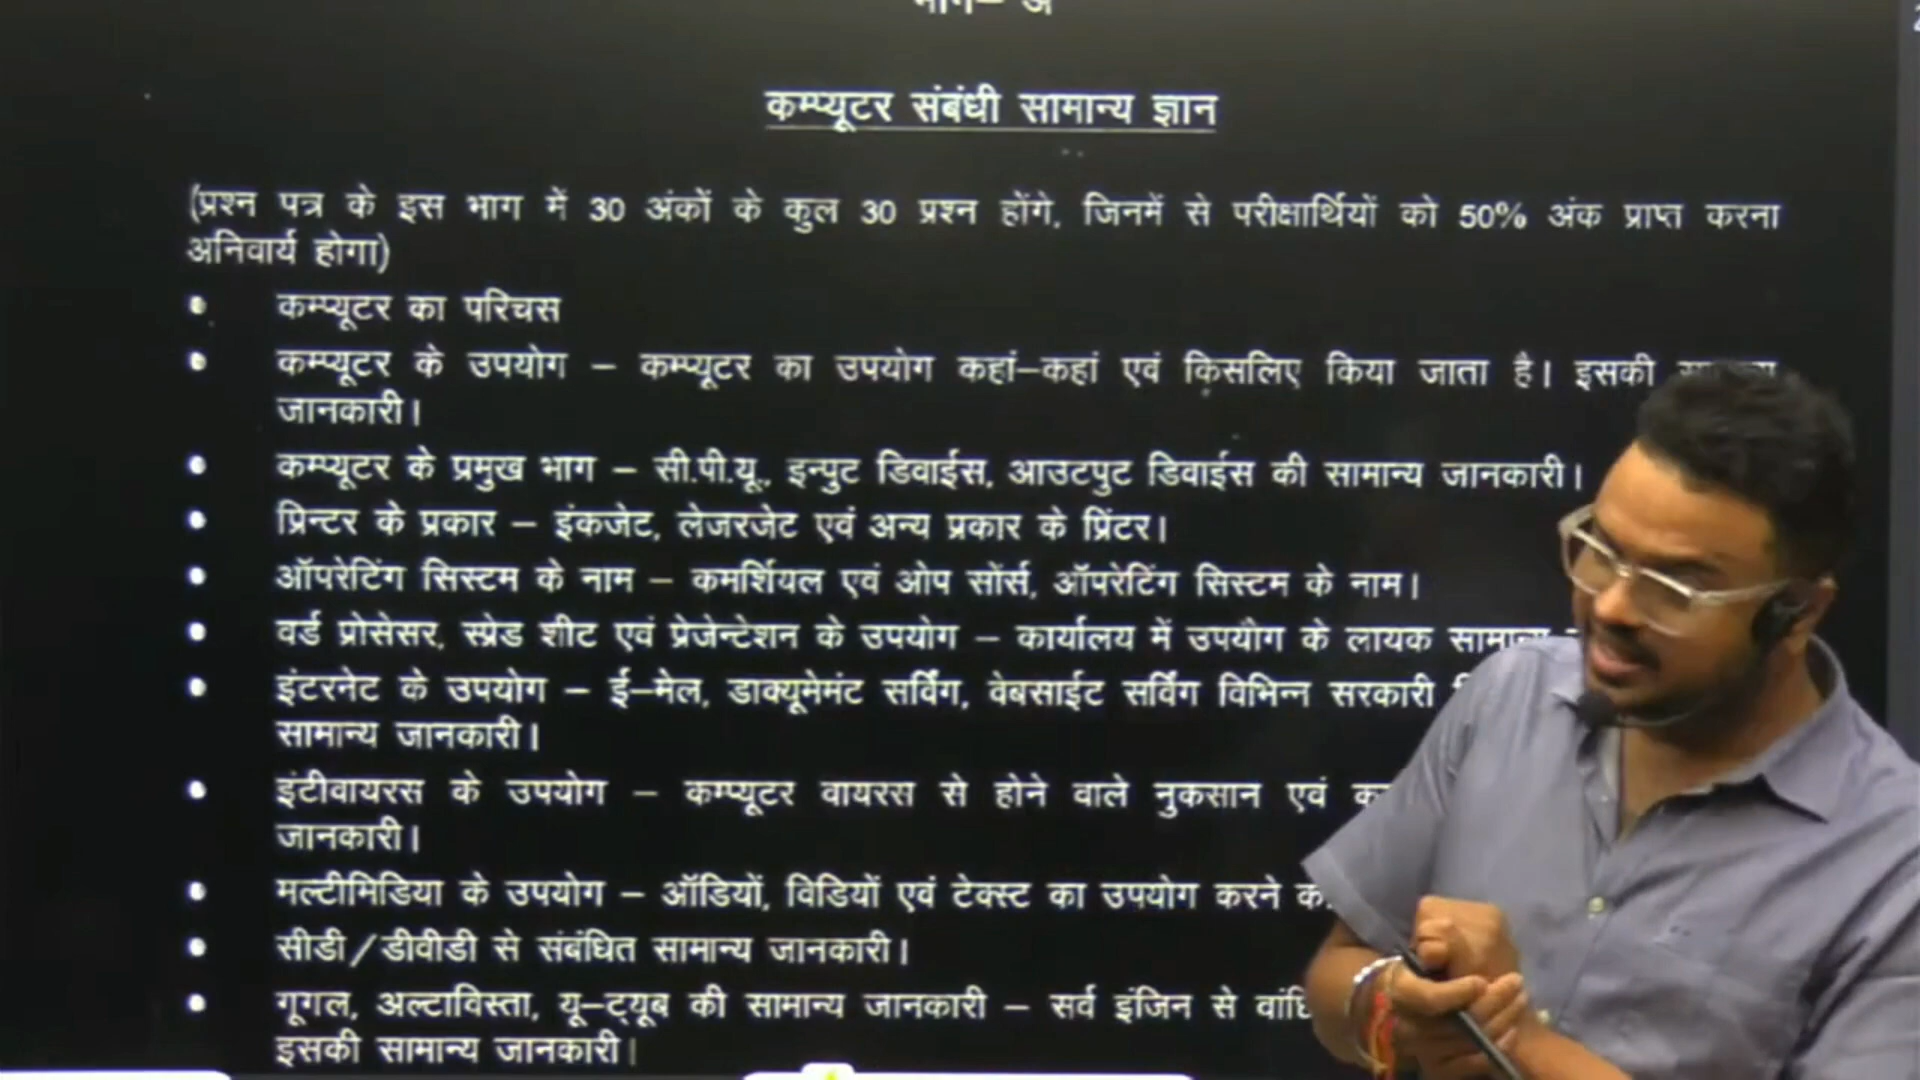 कम्प्यूटर संबंधी सामान्य ज्ञान
(प्रश्न पत्र के इस भाग में 30 अंकों के कुल 30 प्रश्न होंगे, जिनमें से परीक्षार्थियों को 50% अंक प्राप्त करना
अनिवार्य होगा)
• कम्प्यूटर का परिचस
• कम्प्यूटर के उपयोग – कम्प्यूटर का उपयोग कहां–कहां एवं किसलिए किया जाता है। इसकी
जानकारी।
• कम्प्यूटर के प्रमुख भाग – सी.पी.यू., इन्पुट डिवाईस, आउटपुट डिवाईस की सामान्य जानकारी।
• प्रिन्टर के प्रकार – इंकजेट, लेजरजेट एवं अन्य प्रकार के प्रिंटर।
• ऑपरेटिंग सिस्टम के नाम – कमर्शियल एवं ओप सोर्स, ऑपरेटिंग सिस्टम के नाम।
• वर्ड प्रोसेसर, स्प्रेड शीट एवं प्रेजेन्टेशन के उपयोग – कार्यालय में उपयौग के लायक सामान्य
• इंटरनेट के उपयोग – ई–मेल, डाक्यूमेमंट सर्विंग, वेबसाईट सर्विंग विभिन्न सरकारी
सामान्य जानकारी।
• इंटीवायरस के उपयोग – कम्प्यूटर वायरस से होने वाले नुकसान एवं
जानकारी।
• मल्टीमिडिया के उपयोग – ऑडियों, विडियों एवं टेक्स्ट का उपयोग करने
• सीडी/डीवीडी से संबंधित सामान्य जानकारी।
• गूगल, अल्टाविस्ता, यू–ट्यूब की सामान्य जानकारी – सर्व इंजिन से
इसकी सामान्य जानकारी।